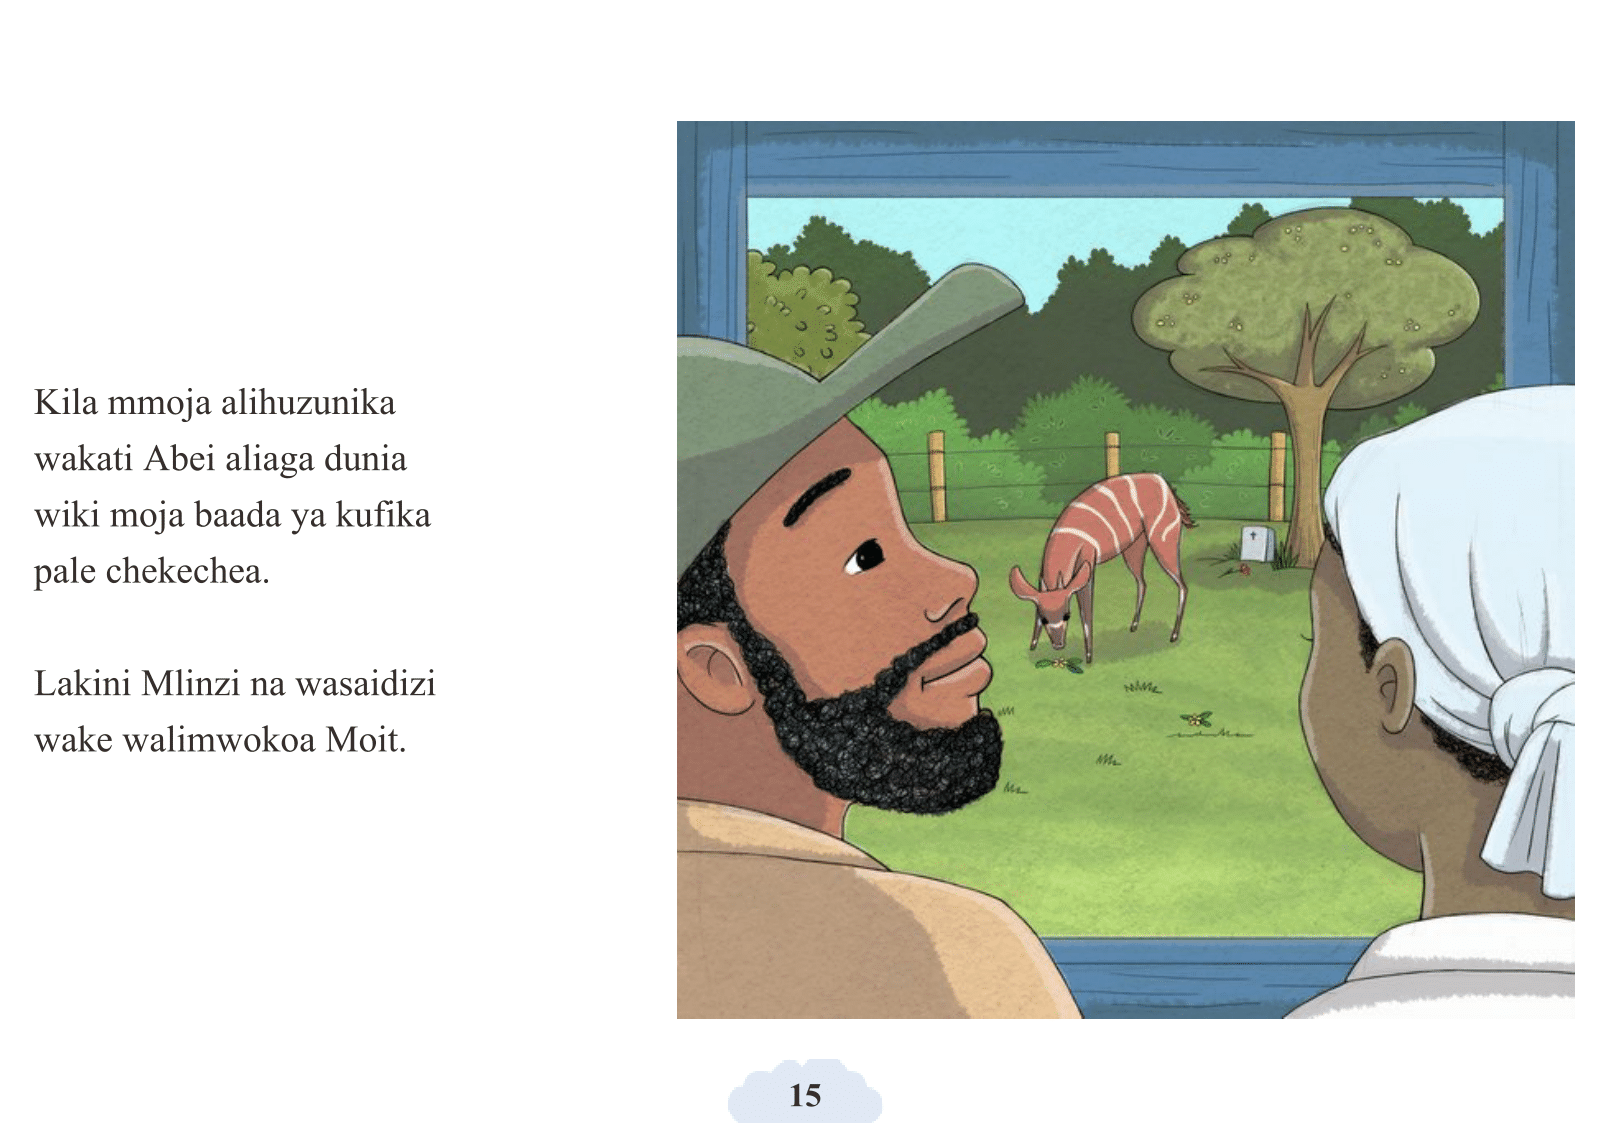 Kila mmoja alihuzunika
wakati Abei aliaga dunia
wiki moja baada ya kufika
pale chekechea.
Lakini Mlinzi na wasaidizi
wake walimwokoa Moit.
15